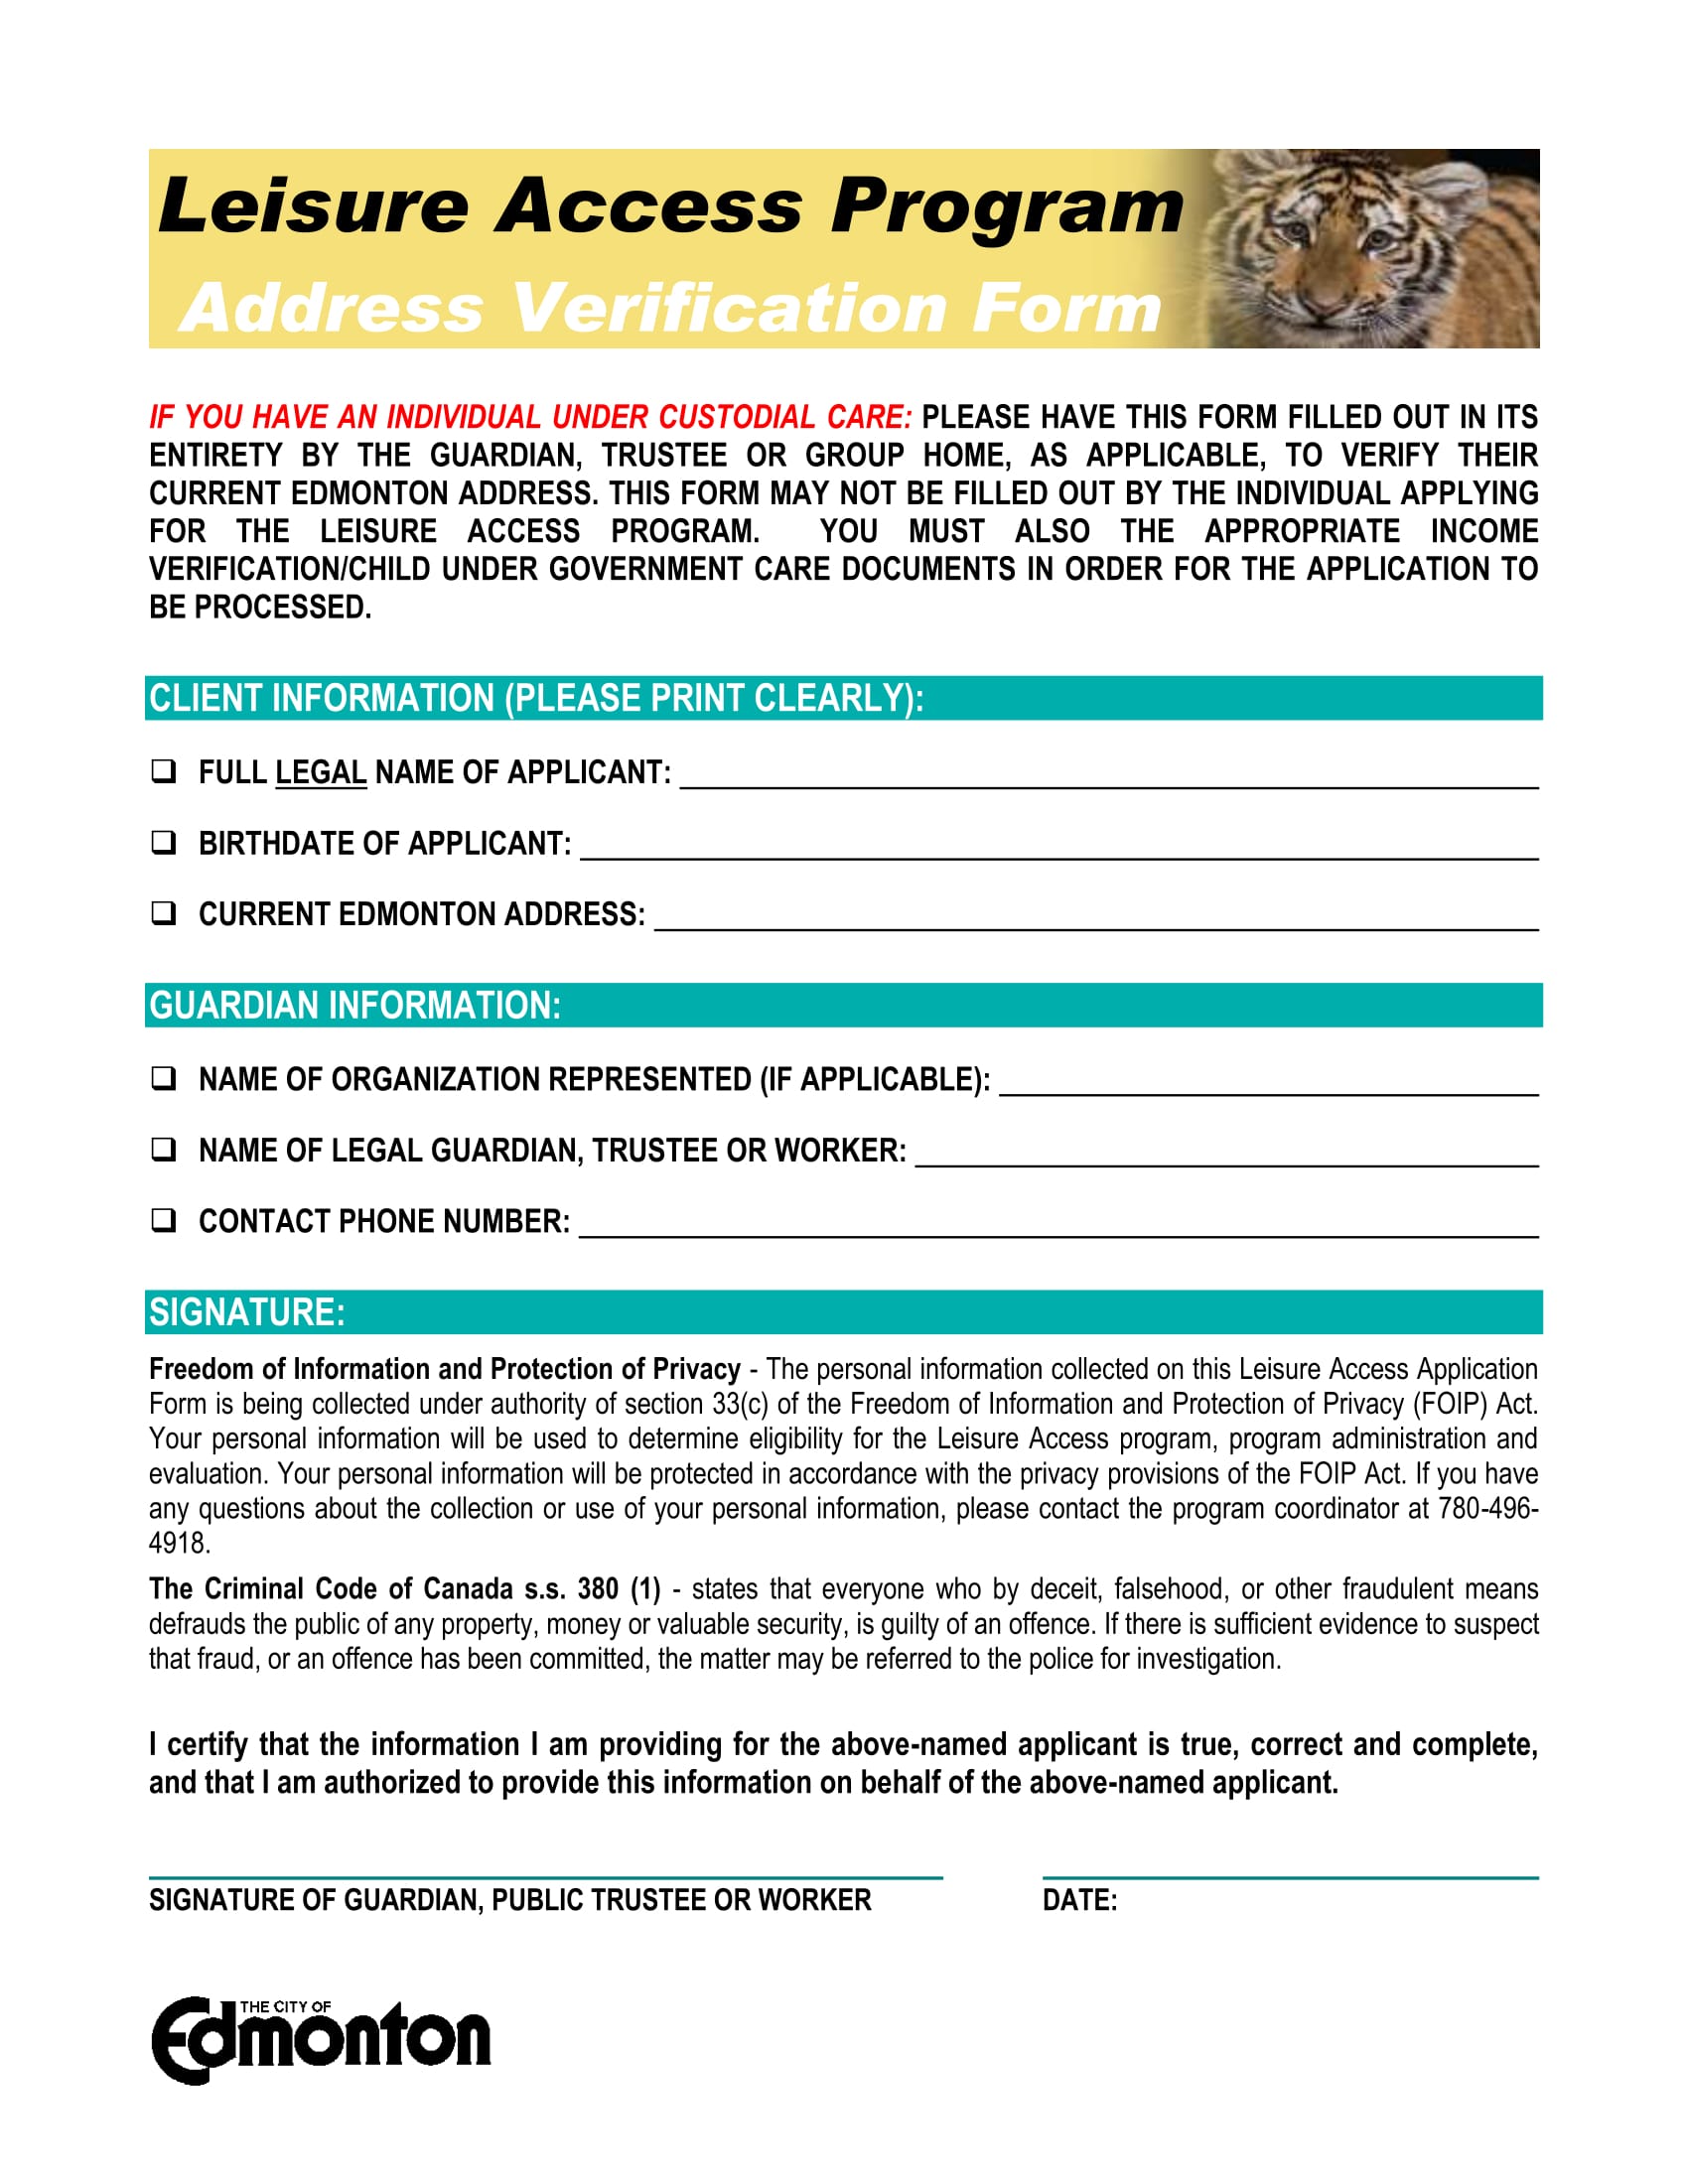 Leisure Access Program
Address Verification Form
IF YOU HAVE AN INDIVIDUAL UNDER CUSTODIAL CARE: PLEASE HAVE THIS FORM FILLED OUT IN ITS
ENTIRETY BY THE GUARDIAN, TRUSTEE OR GROUP HOME, AS APPLICABLE, TO VERIFY THEIR
CURRENT EDMONTON ADDRESS. THIS FORM MAY NOT BE FILLED OUT BY THE INDIVIDUAL APPLYING
FOR THE LEISURE ACCESS PROGRAM. YOU MUST ALSO THE APPROPRIATE INCOME
VERIFICATION/CHILD UNDER GOVERNMENT CARE DOCUMENTS IN ORDER FOR THE APPLICATION TO
BE PROCESSED.
CLIENT INFORMATION (PLEASE PRINT CLEARLY):
❑ FULL LEGAL NAME OF APPLICANT:
❑ BIRTHDATE OF APPLICANT:
❑ CURRENT EDMONTON ADDRESS:
GUARDIAN INFORMATION:
❑ NAME OF ORGANIZATION REPRESENTED (IF APPLICABLE):
❑ NAME OF LEGAL GUARDIAN, TRUSTEE OR WORKER:
❑ CONTACT PHONE NUMBER:
SIGNATURE:
Freedom of Information and Protection of Privacy - The personal information collected on this Leisure Access Application
Form is being collected under authority of section 33(c) of the Freedom of Information and Protection of Privacy (FOIP) Act.
Your personal information will be used to determine eligibility for the Leisure Access program, program administration and
evaluation. Your personal information will be protected in accordance with the privacy provisions of the FOIP Act. If you have
any questions about the collection or use of your personal information, please contact the program coordinator at 780-496-
4918.
The Criminal Code of Canada s.s. 380 (1) - states that everyone who by deceit, falsehood, or other fraudulent means
defrauds the public of any property, money or valuable security, is guilty of an offence. If there is sufficient evidence to suspect
that fraud, or an offence has been committed, the matter may be referred to the police for investigation.
I certify that the information I am providing for the above-named applicant is true, correct and complete,
and that I am authorized to provide this information on behalf of the above-named applicant.
SIGNATURE OF GUARDIAN, PUBLIC TRUSTEE OR WORKER DATE:
THE CITY OF
Edmonton